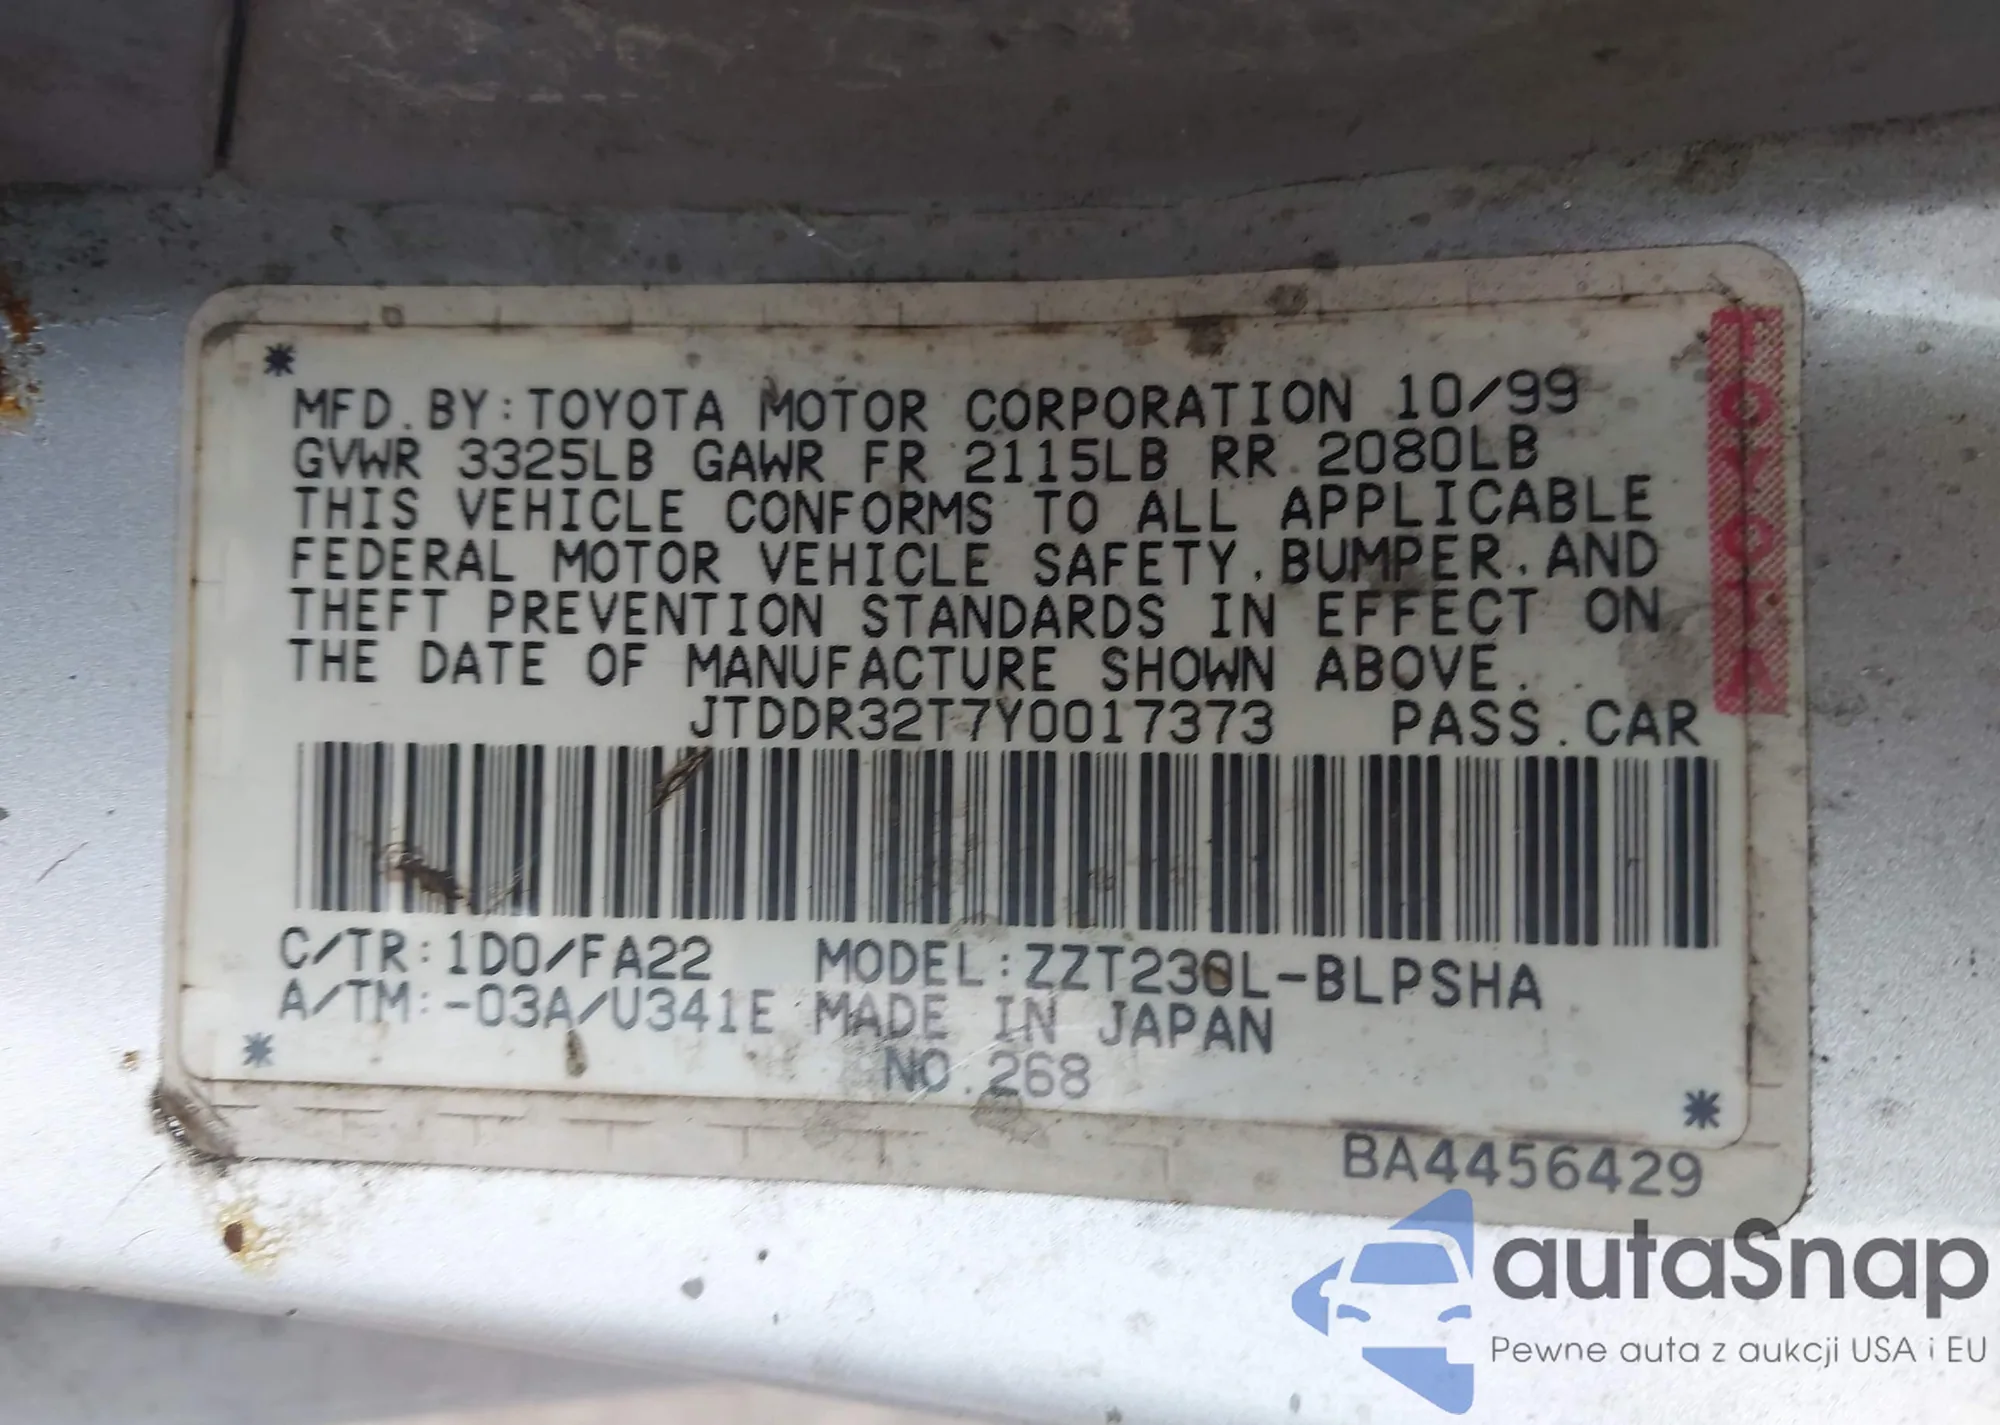 MFD. BY: TOYOTA MOTOR CORPORATION 10/99
GVWR 3325LB GAWR FR 2115LB RR 2080LB
THIS VEHICLE CONFORMS TO ALL APPLICABLE
FEDERAL MOTOR VEHICLE SAFETY, BUMPER, AND
THEFT PREVENTION STANDARDS IN EFFECT ON
THE DATE OF MANUFACTURE SHOWN ABOVE.
JTDDR32T7Y0017373 PASS. CAR
C/TR: 1D0/FA22 MODEL: ZZT230L-BLPSHA
A/TM: -03A/U341E MADE IN JAPAN
NO. 268
BA4456429
TOYOTA
autaSnap
Pewne auta z aukcji USA i EU